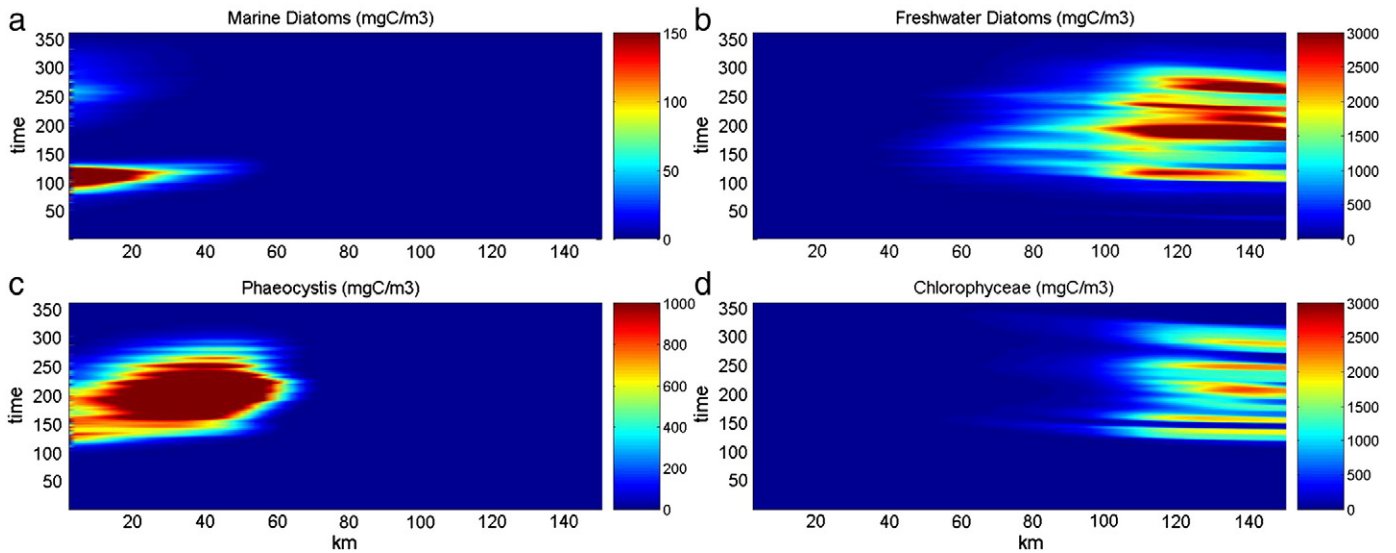 a
Marine Diatoms (mgC/m3)
350
300
250
200
150
100
50
time
20 40 60 80 100 120 140
150
100
50
0
b
Freshwater Diatoms (mgC/m3)
350
300
250
200
150
100
50
time
20 40 60 80 100 120 140
3000
2500
2000
1500
1000
500
0
c
Phaeocystis (mgC/m3)
350
300
250
200
150
100
50
time
20 40 60 80 100 120 140
km
1000
800
600
400
200
0
d
Chlorophyceae (mgC/m3)
350
300
250
200
150
100
50
time
20 40 60 80 100 120 140
km
3000
2500
2000
1500
1000
500
0